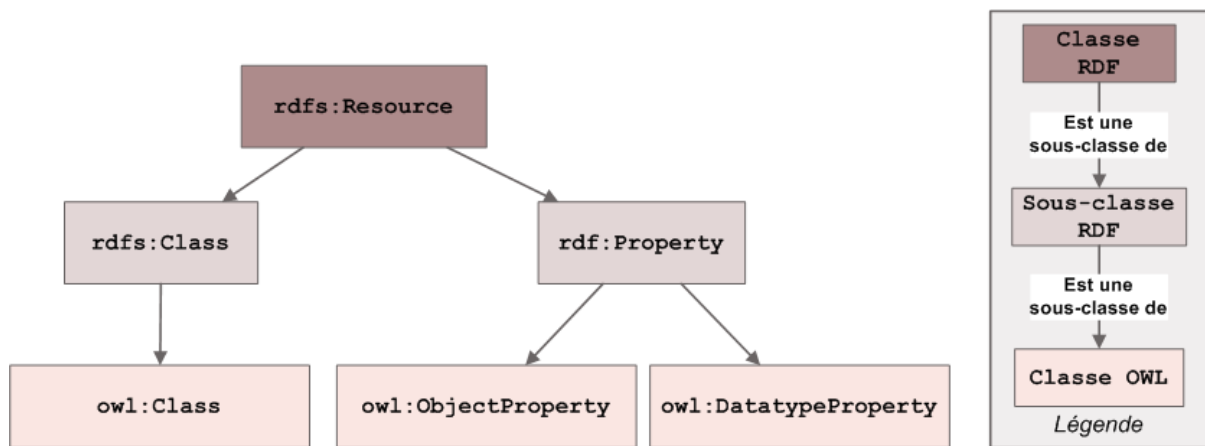 rdfs:Resource
rdfs:Class
rdf:Property
owl:Class
owl:ObjectProperty
owl:DatatypeProperty
Classe
RDF
Est une
sous-classe de
Sous-classe
RDF
Est une
sous-classe de
Classe OWL
Légende